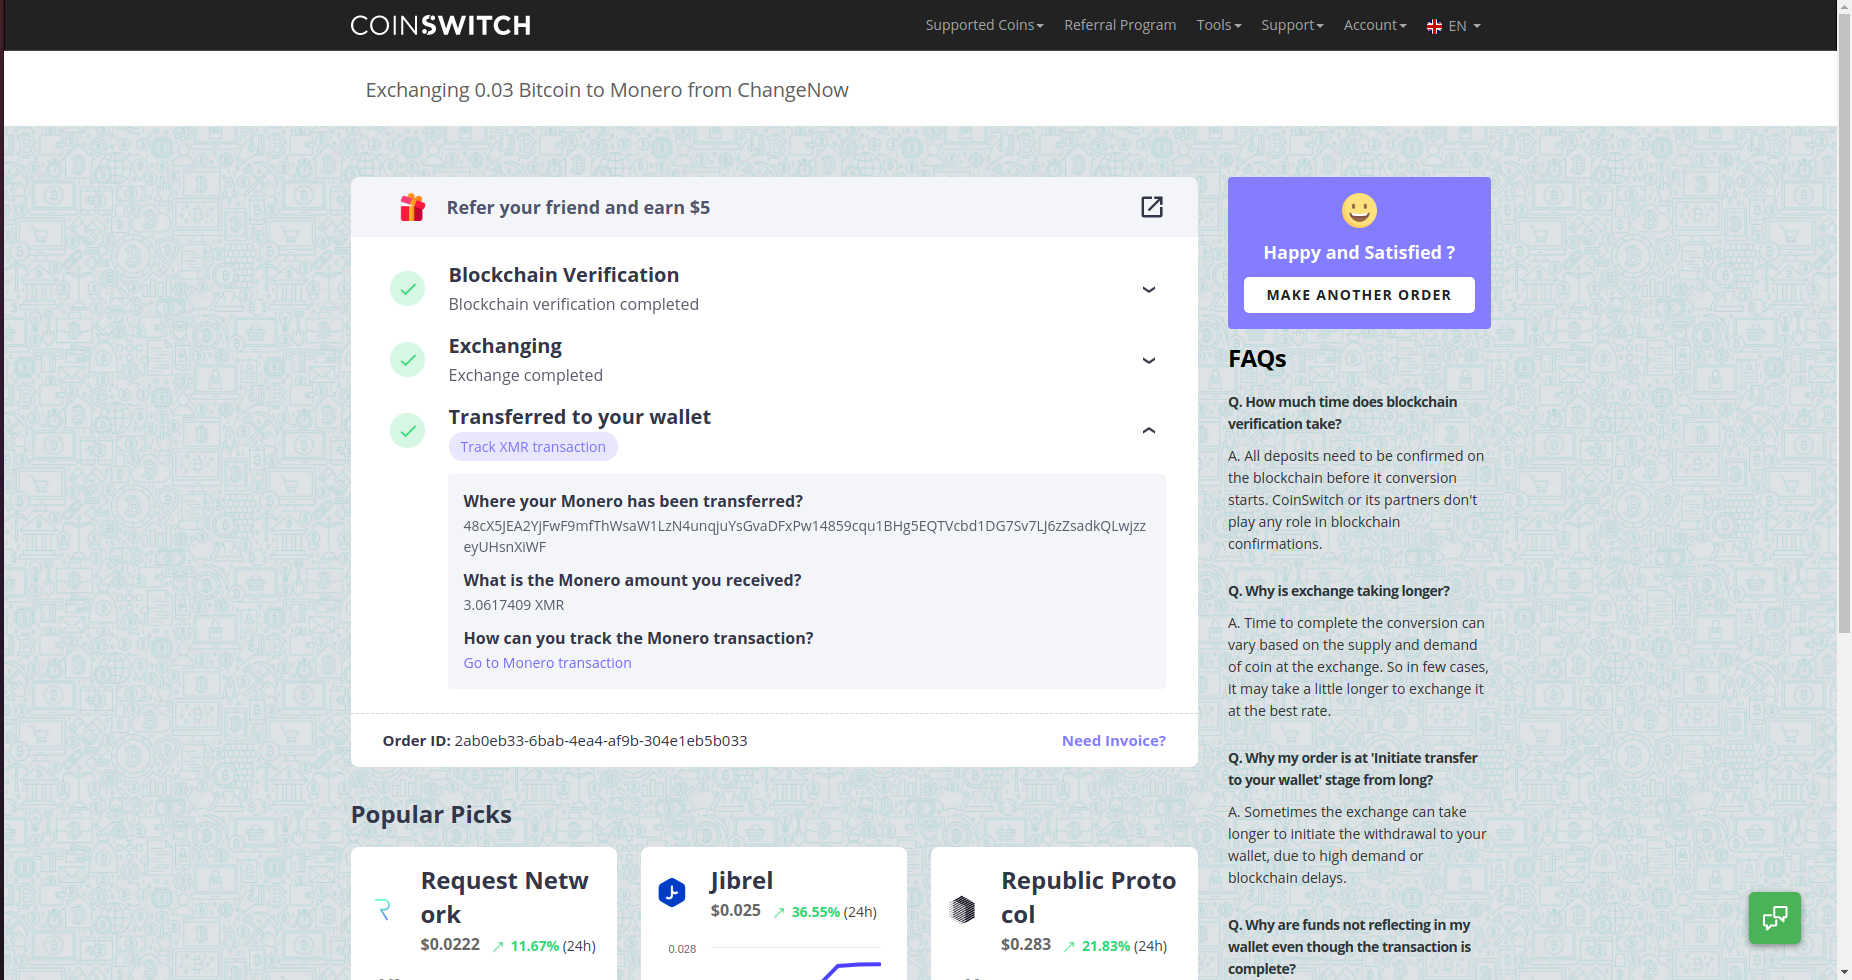 COINSWITCH
Supported Coins
Referral Program
Tools
Support
Account
EN
Exchanging 0.03 Bitcoin to Monero from ChangeNow
Refer your friend and earn $5
Blockchain Verification
Blockchain verification completed
Exchanging
Exchange completed
Transferred to your wallet
Track XMR transaction
Where your Monero has been transferred?
48cX5JEA2YjFwF9mfThWsaW1LzN4unqjuYsGvaDFxPw14859cqu1BHg5EQTVcbd1DG7Sv7LJ6zZsadkQLwjzz
eyUHsnXiWF
What is the Monero amount you received?
3.0617409 XMR
How can you track the Monero transaction?
Go to Monero transaction
Order ID: 2ab0eb33-6bab-4ea4-af9b-304e1eb5b033
Need Invoice?
Popular Picks
Request Netw
ork
$0.0222 ↗ 11.67% (24h)
Jibrel
$0.025 ↗ 36.55% (24h)
0.028
Republic Proto
col
$0.283 ↗ 21.83% (24h)
Happy and Satisfied ?
MAKE ANOTHER ORDER
FAQs
Q. How much time does blockchain
verification take?
A. All deposits need to be confirmed on
the blockchain before it conversion
starts. CoinSwitch or its partners don't
play any role in blockchain
confirmations.
Q. Why is exchange taking longer?
A. Time to complete the conversion can
vary based on the supply and demand
of coin at the exchange. So in few cases,
it may take a little longer to exchange it
at the best rate.
Q. Why my order is at 'Initiate transfer
to your wallet' stage from long?
A. Sometimes the exchange can take
longer to initiate the withdrawal to your
wallet, due to high demand or
blockchain delays.
Q. Why are funds not reflecting in my
wallet even though the transaction is
complete?